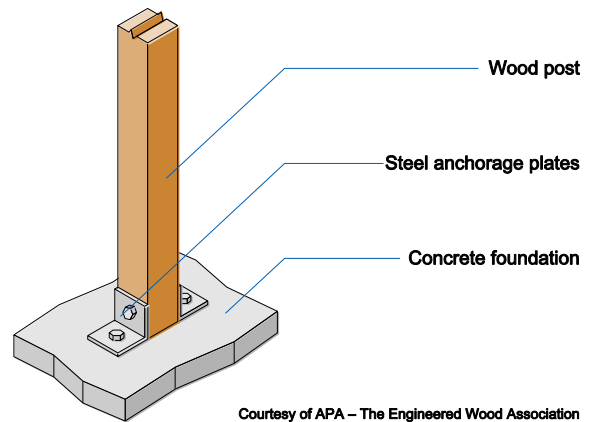 Wood post
Steel anchorage plates
Concrete foundation
Courtesy of APA – The Engineered Wood Association